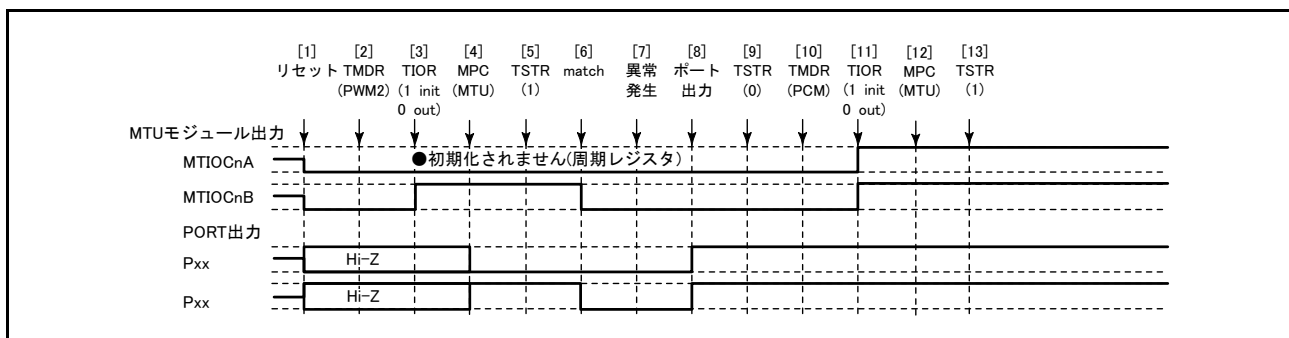 [1] [2] [3] [4] [5] [6] [7] [8] [9] [10] [11] [12] [13]
リセット TMDR TIOR MPC TSTR match 異常 ポート TSTR TMDR TIOR MPC TSTR
(PWM2) (1 init (MTU) (1) 発生 出力 (0) (PCM) (1 init (MTU) (1)
0 out) 0 out)
MTUモジュール出力
MTIOCnA ●初期化されません(周期レジスタ)
MTIOCnB
PORT出力
Pxx Hi-Z
Pxx Hi-Z